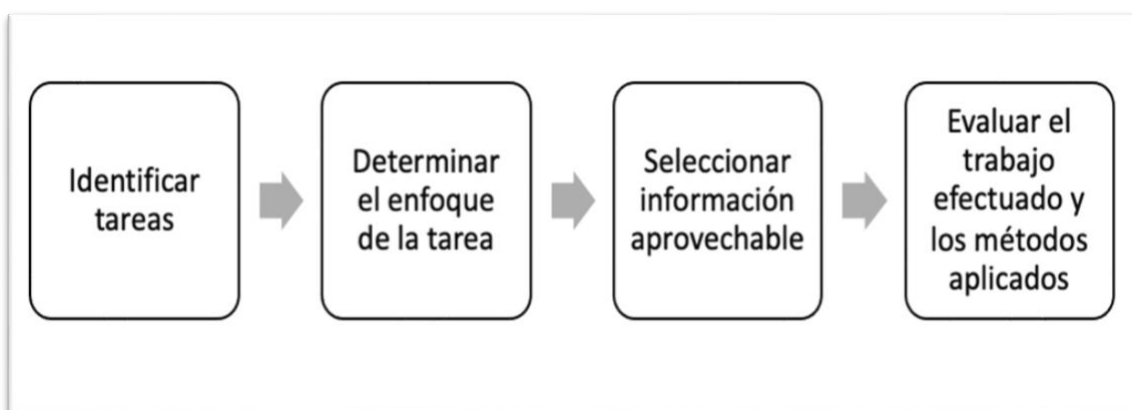 Identificar
tareas
Determinar
el enfoque
de la tarea
Seleccionar
información
aprovechable
Evaluar el
trabajo
efectuado y
los métodos
aplicados